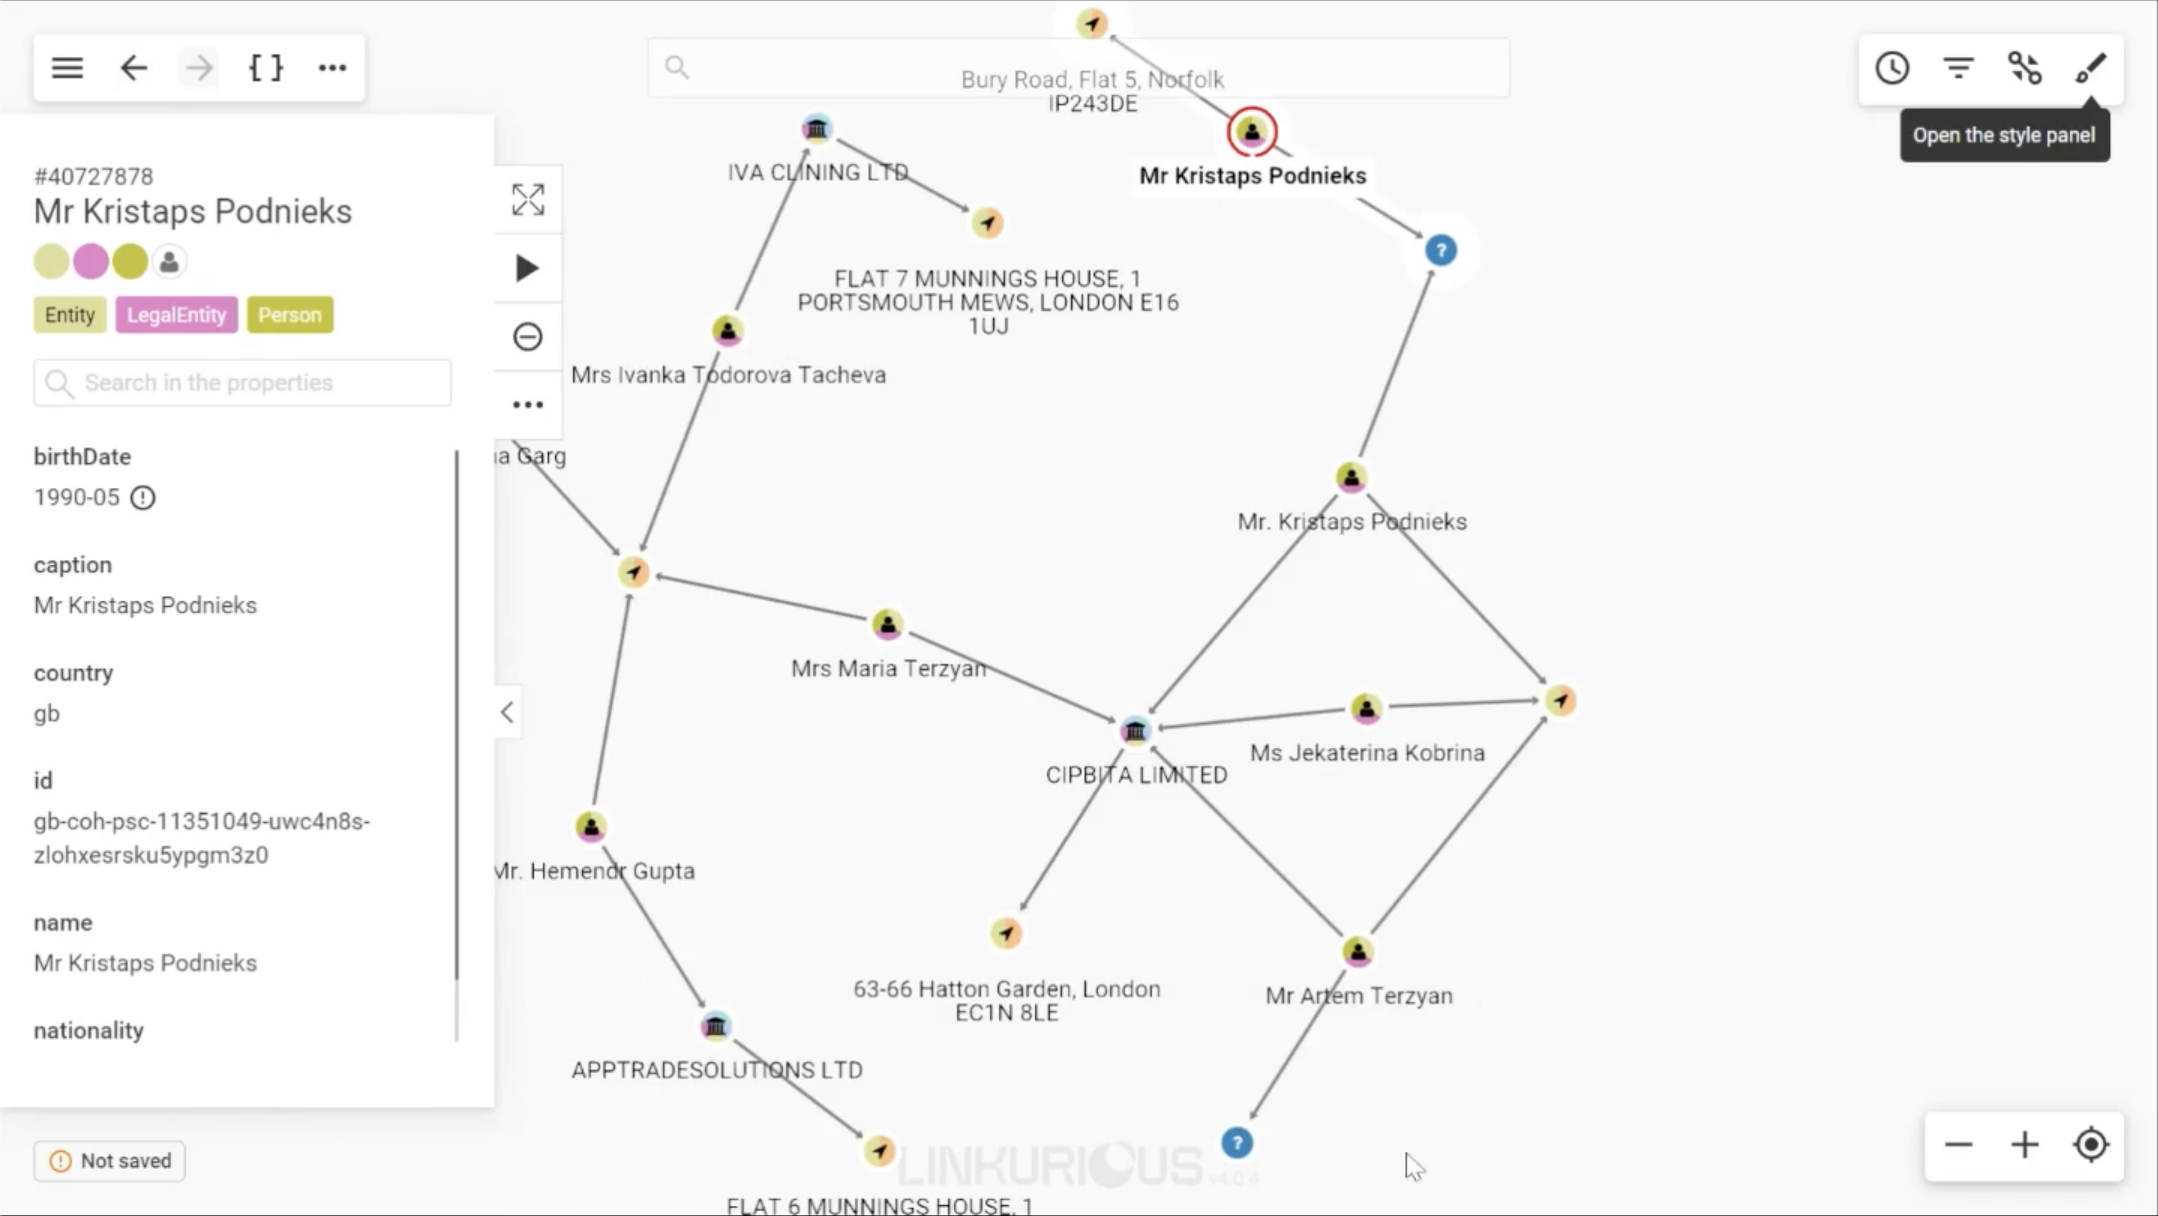 Bury Road, Flat 5, Norfolk
IP243DE
Open the style panel
#40727878
Mr Kristaps Podnieks
Entity
LegalEntity
Person
Search in the properties
birthDate
1990-05
caption
Mr Kristaps Podnieks
country
gb
id
gb-coh-psc-11351049-uwc4n8s-
zlohxesrsku5ypgm3z0
name
Mr Kristaps Podnieks
nationality
Not saved
IVA CLINING LTD
Mr Kristaps Podnieks
?
FLAT 7 MUNNINGS HOUSE, 1
PORTSMOUTH MEWS, LONDON E16
1UJ
Mrs Ivanka Todorova Tacheva
a Garg
Mr. Kristaps Podnieks
Mrs Maria Terzyan
Ms Jekaterina Kobrina
CIPBITA LIMITED
Mr. Hemendr Gupta
63-66 Hatton Garden, London
EC1N 8LE
Mr Artem Terzyan
APPTRADESOLUTIONS LTD
?
LINKURIOUS v4.0.4
FLAT 6 MUNNINGS HOUSE, 1